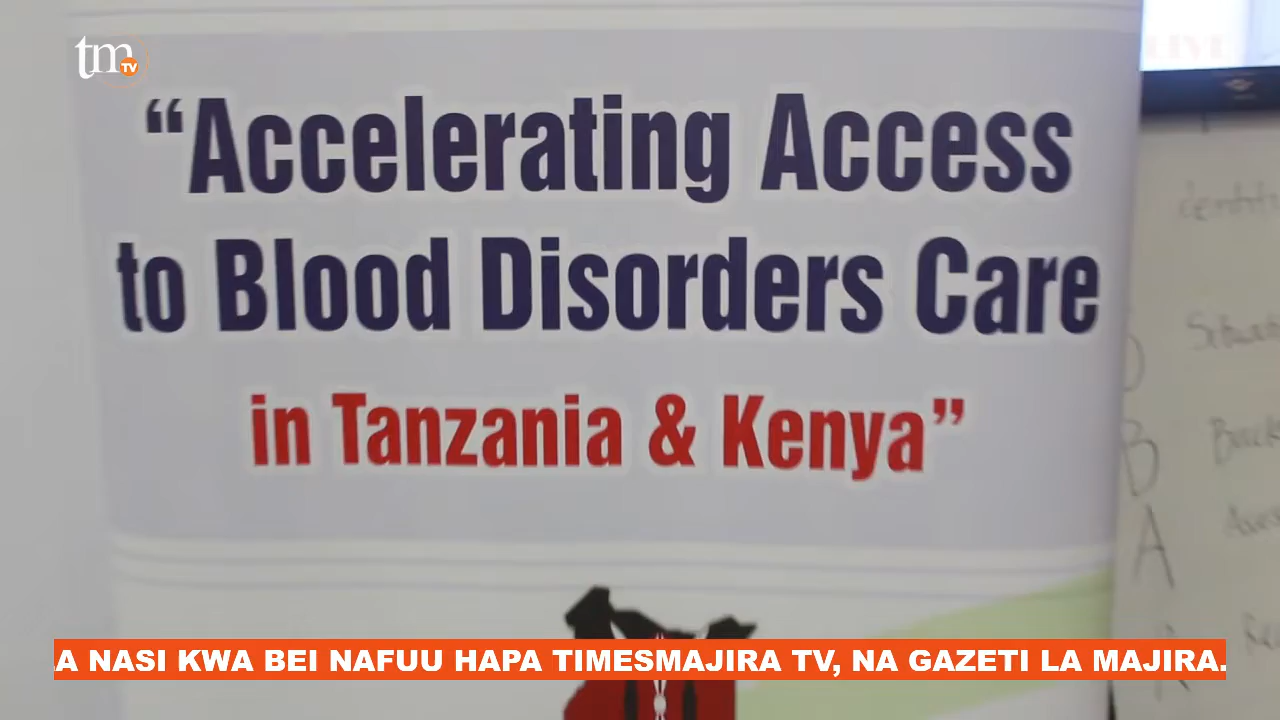 tm
TV
“Accelerating Access
to Blood Disorders Care
in Tanzania & Kenya”
A NASI KWA BEI NAFUU HAPA TIMESMAJIRA TV, NA GAZETI LA MAJIRA.
B
A